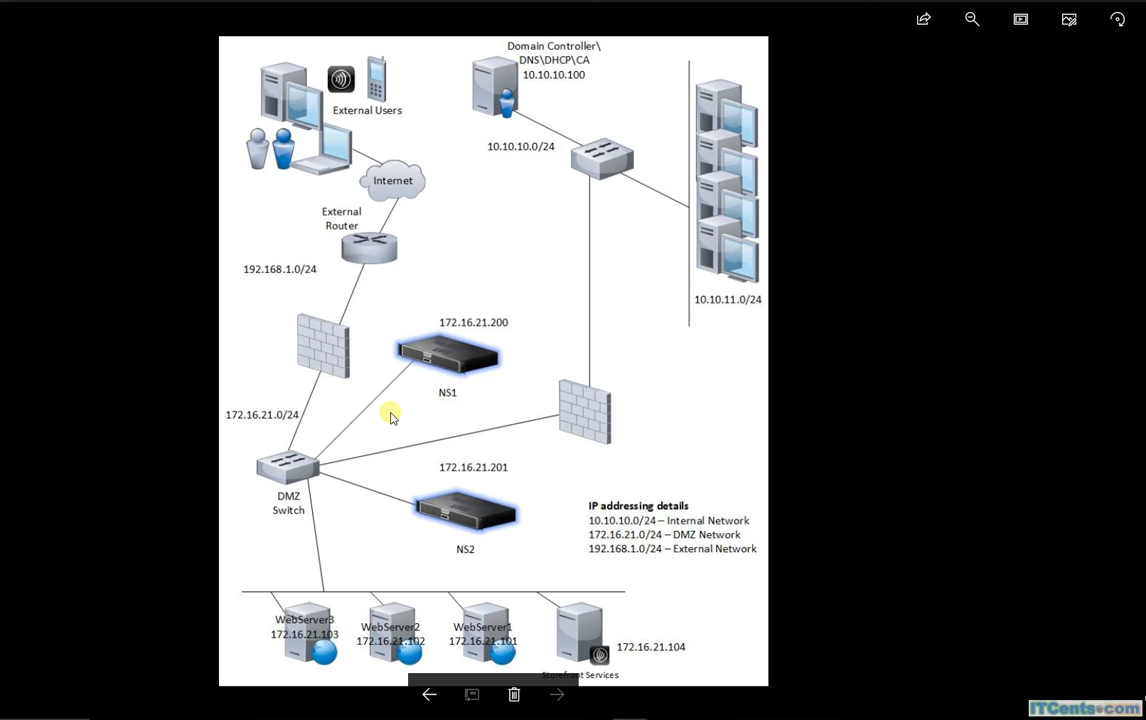 Domain Controller\
DNS\DHCP\CA
10.10.10.100
External Users
10.10.10.0/24
Internet
External
Router
192.168.1.0/24
10.10.11.0/24
172.16.21.200
NS1
172.16.21.0/24
172.16.21.201
DMZ
Switch
NS2
IP addressing details
10.10.10.0/24 – Internal Network
172.16.21.0/24 – DMZ Network
192.168.1.0/24 – External Network
WebServer3
172.16.21.103
WebServer2
172.16.21.102
WebServer1
172.16.21.101
172.16.21.104
Storefront Services
ITCents.com